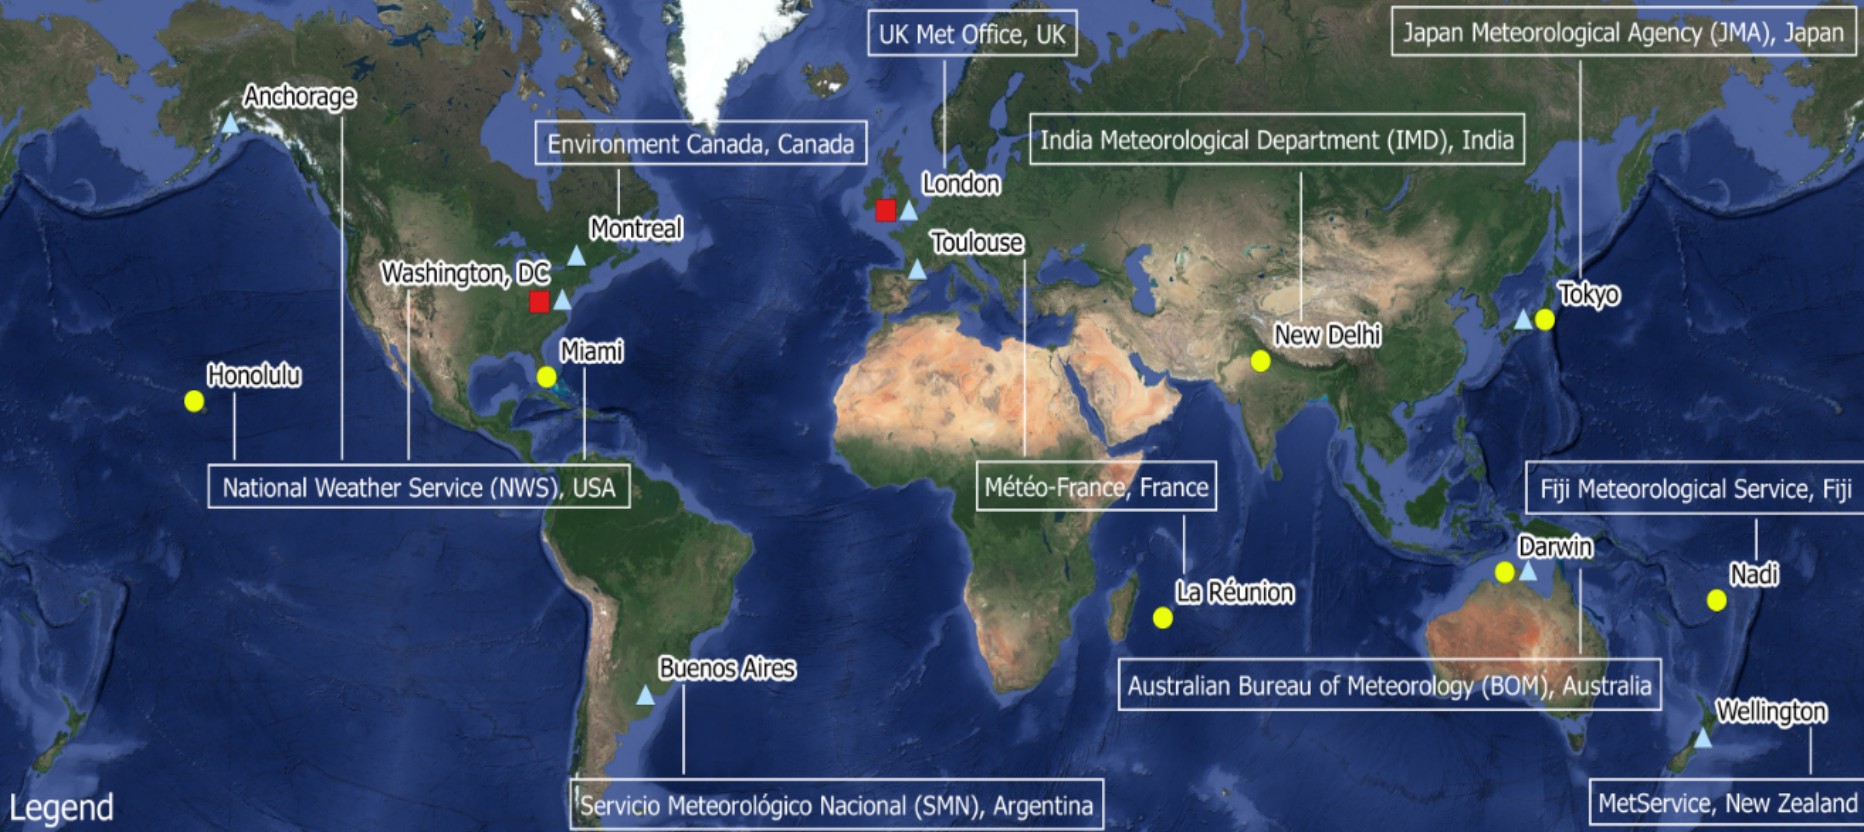 UK Met Office, UK
Japan Meteorological Agency (JMA), Japan
Anchorage
Environment Canada, Canada
India Meteorological Department (IMD), India
London
Montreal
Toulouse
Washington, DC
Tokyo
New Delhi
Miami
Honolulu
National Weather Service (NWS), USA
Météo-France, France
Fiji Meteorological Service, Fiji
Darwin
Nadi
La Réunion
Buenos Aires
Australian Bureau of Meteorology (BOM), Australia
Wellington
Legend
Servicio Meteorológico Nacional (SMN), Argentina
MetService, New Zealand